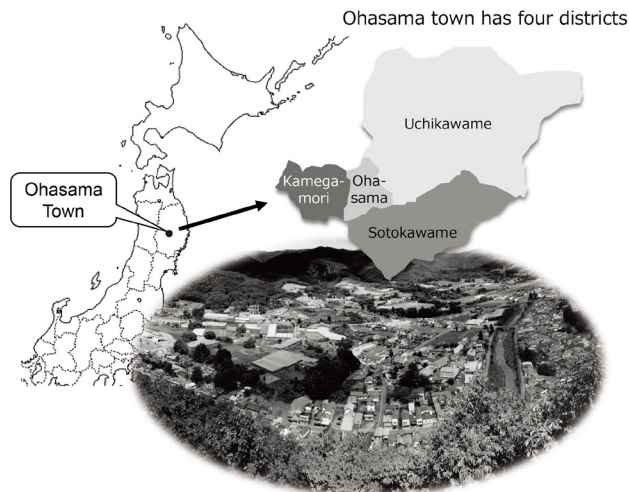 Ohasama town has four districts
Uchikawame
Kamega-
mori
Oha-
sama
Sotokawame
Ohasama
Town